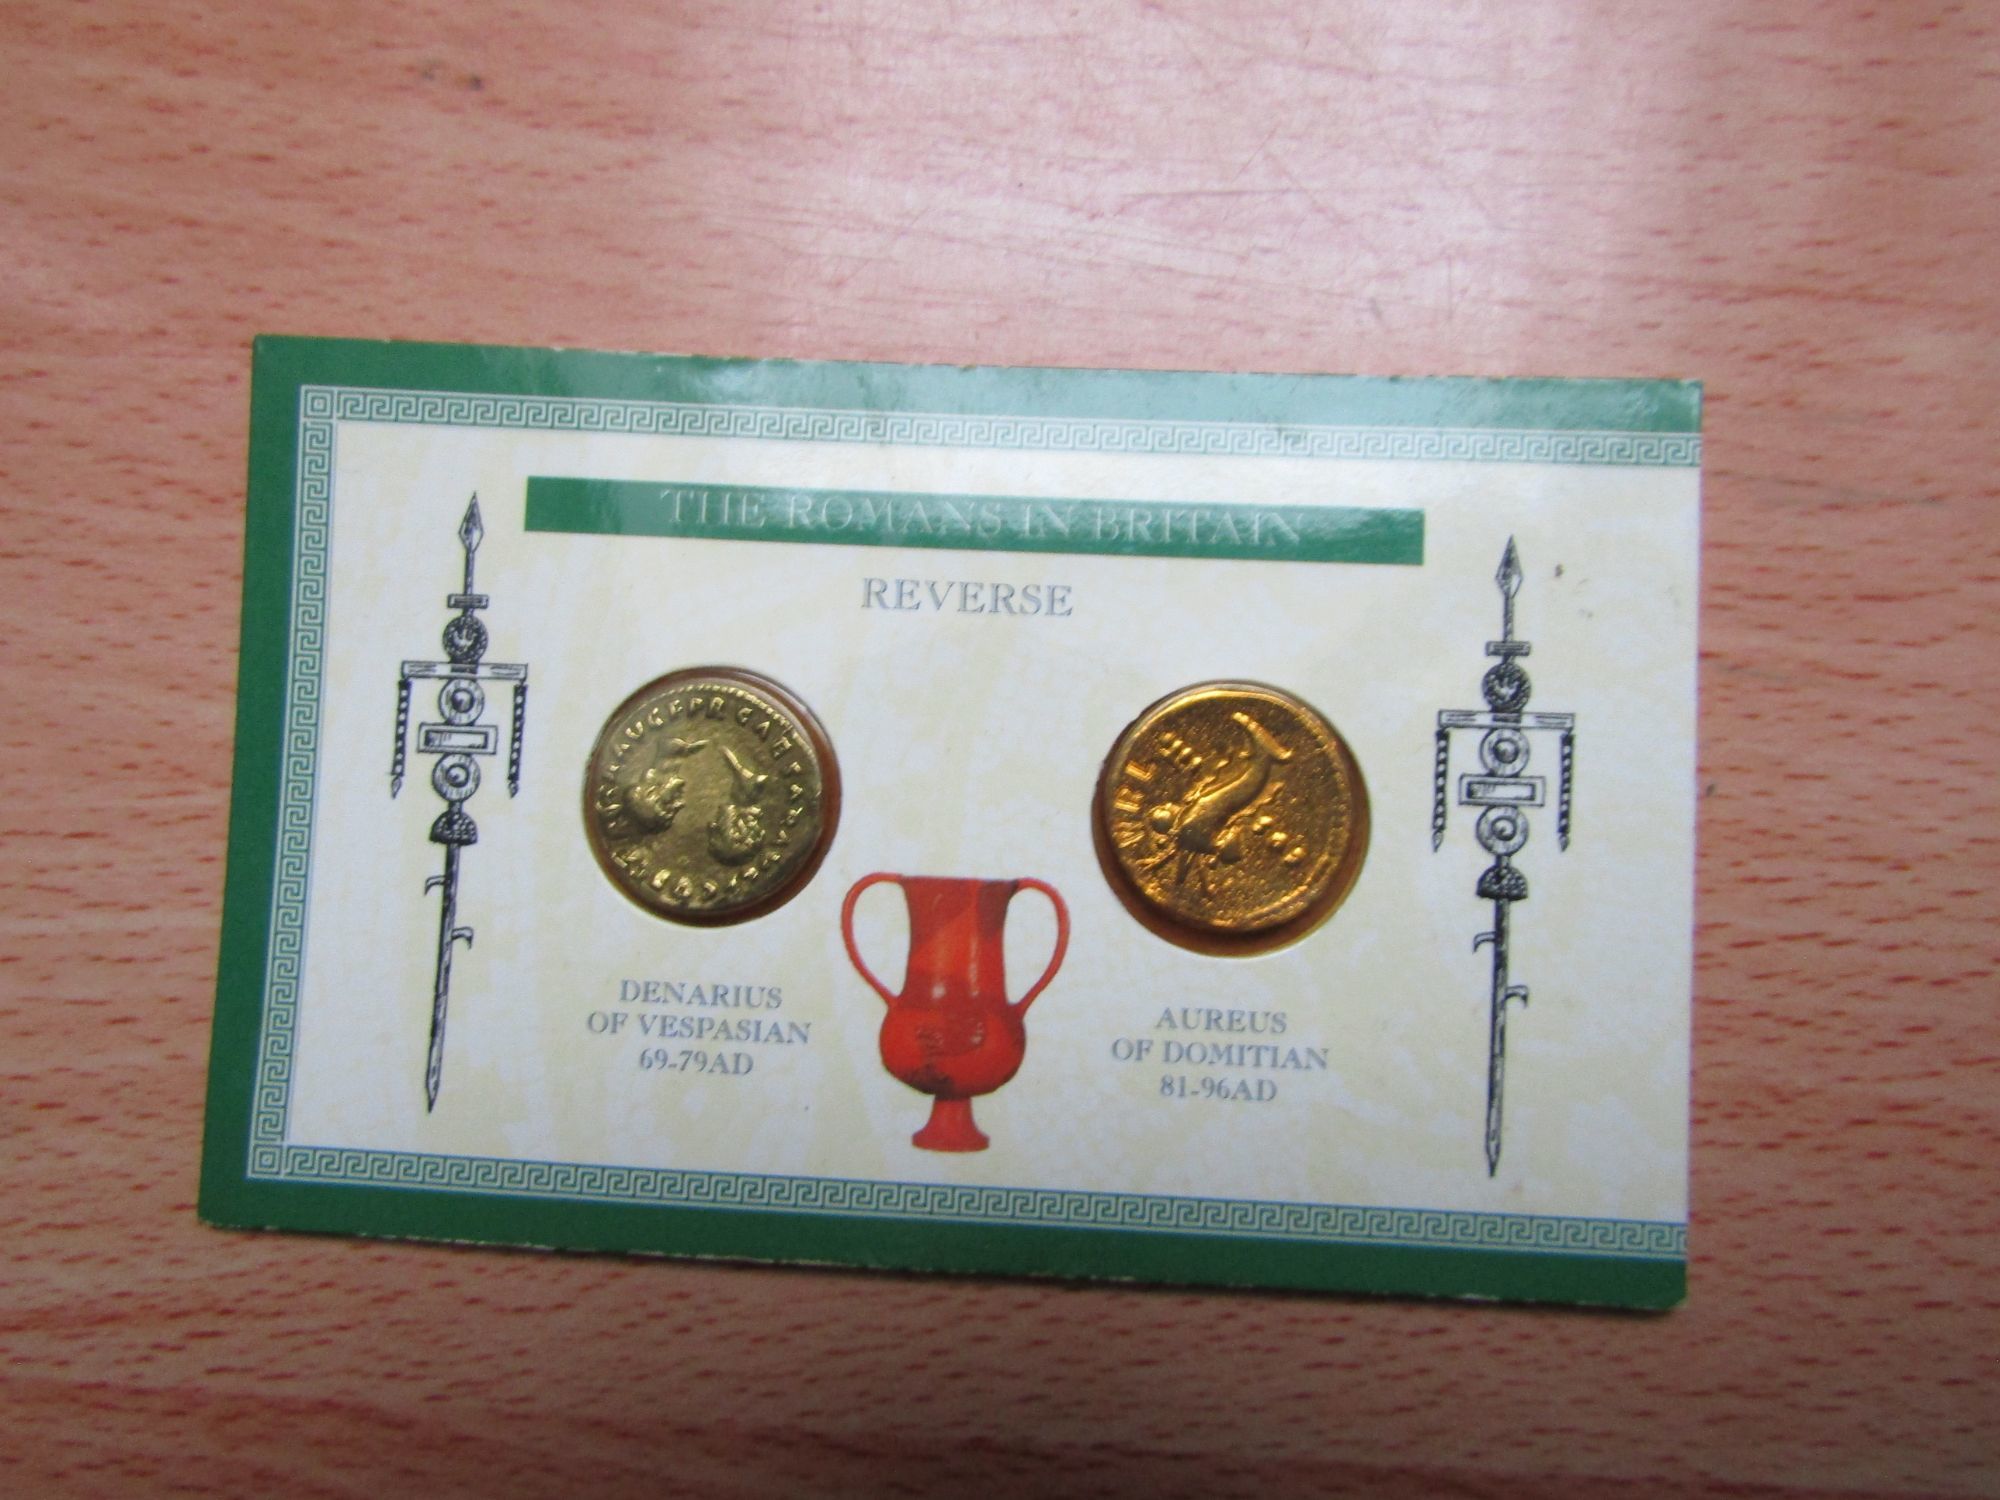 THE ROMANS IN BRITAIN
REVERSE
DENARIUS
OF VESPASIAN
69-79AD
AUREUS
OF DOMITIAN
81-96AD